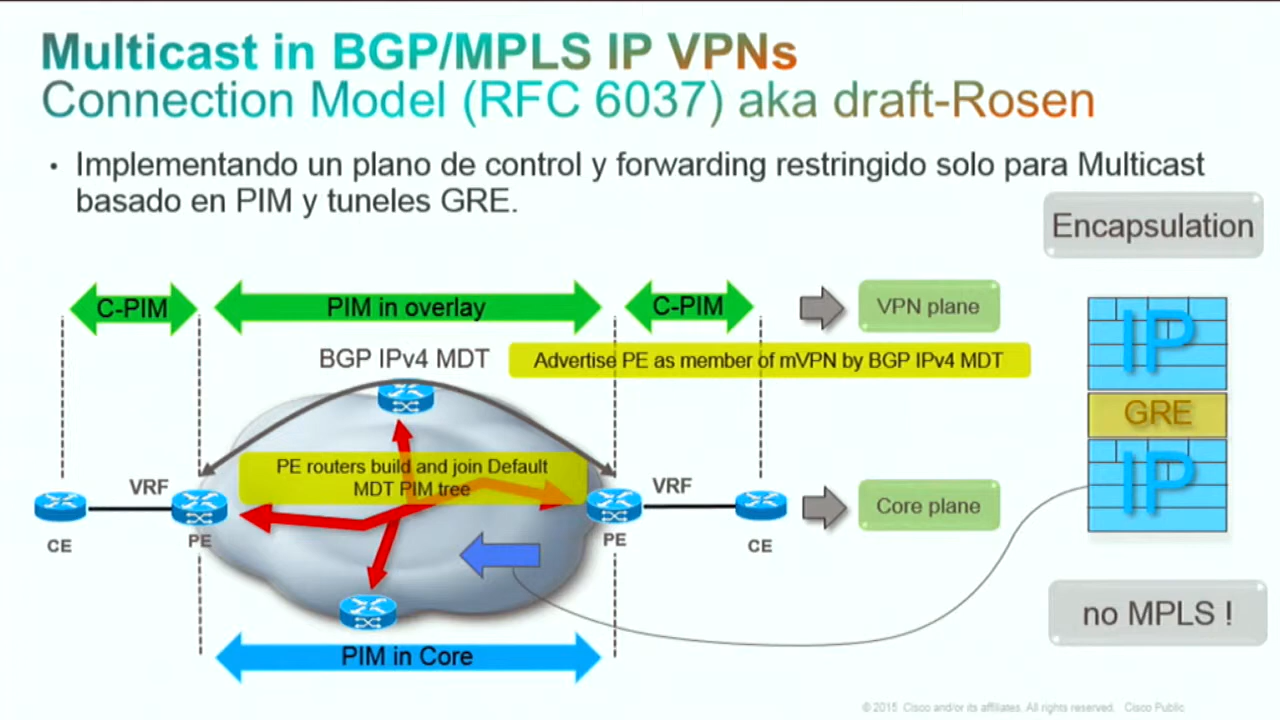 Multicast in BGP/MPLS IP VPNs
Connection Model (RFC 6037) aka draft-Rosen
• Implementando un plano de control y forwarding restringido solo para Multicast
basado en PIM y tuneles GRE.
Encapsulation
C-PIM
PIM in overlay
C-PIM
VPN plane
BGP IPv4 MDT
Advertise PE as member of mVPN by BGP IPv4 MDT
IP
GRE
IP
PE routers build and join Default
MDT PIM tree
VRF
VRF
Core plane
CE
PE
PE
CE
no MPLS !
PIM in Core
© 2015 Cisco and/or its affiliates. All rights reserved. Cisco Public